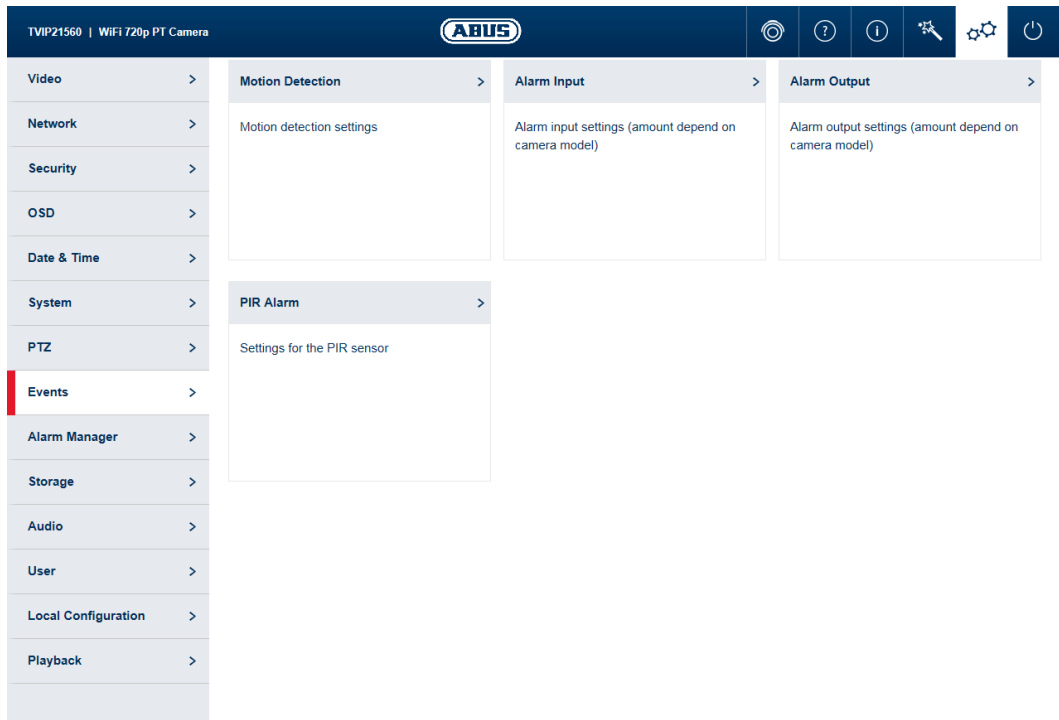 TVIP21560 | WiFi 720p PT Camera
ABUS
?
i
Video >
Network >
Security >
OSD >
Date & Time >
System >
PTZ >
Events >
Alarm Manager >
Storage >
Audio >
User >
Local Configuration >
Playback >
Motion Detection >
Motion detection settings
Alarm Input >
Alarm input settings (amount depend on
camera model)
Alarm Output >
Alarm output settings (amount depend on
camera model)
PIR Alarm >
Settings for the PIR sensor